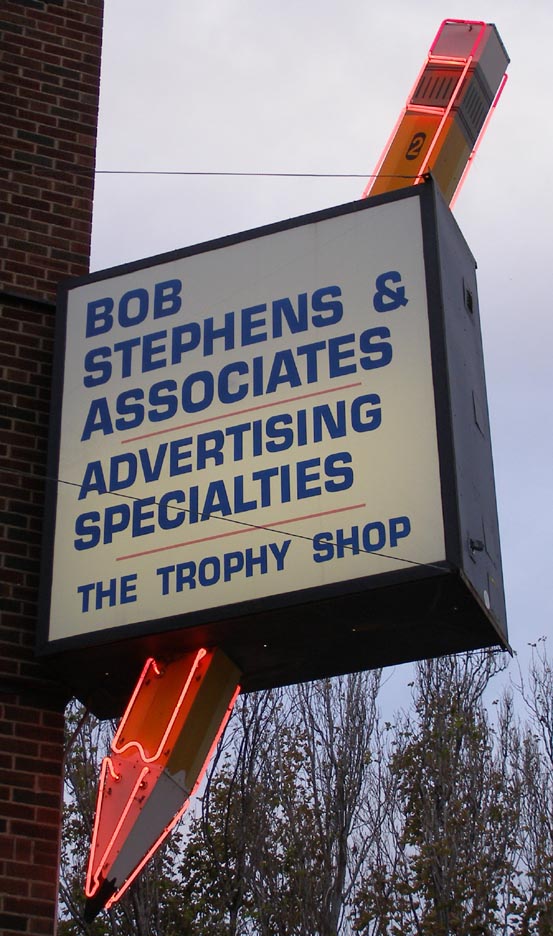 2
BOB
STEPHENS &
ASSOCIATES
ADVERTISING
SPECIALTIES
THE TROPHY SHOP